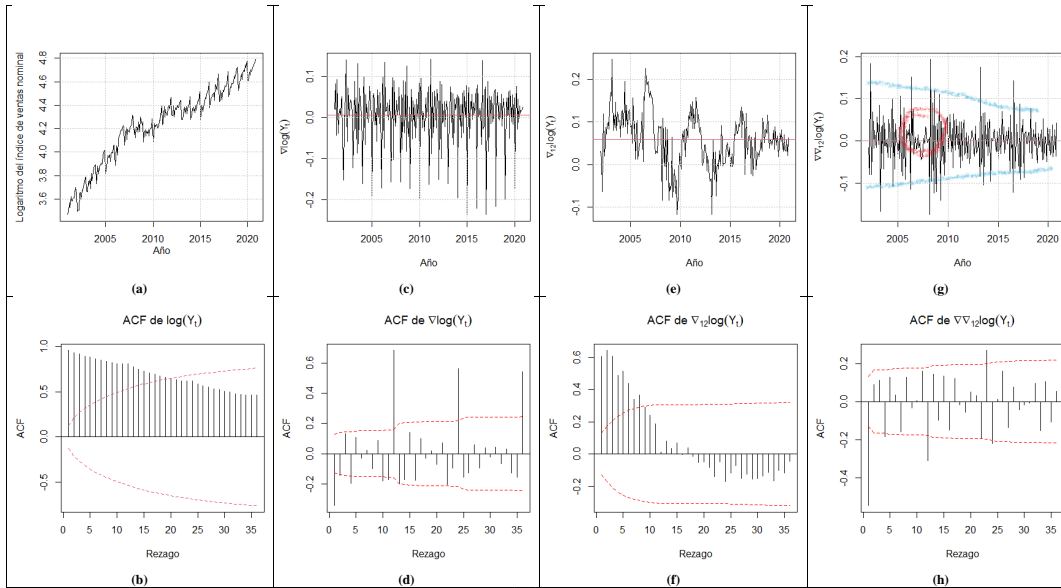 Logaritmo de índice de ventas nominal
4.8
4.6
4.4
4.2
4.0
3.8
3.6
2005 2010 2015 2020
Año
(a)
∇log(Yₜ)
0.1
0.0
-0.1
-0.2
2005 2010 2015 2020
Año
(c)
∇₁₂log(Yₜ)
0.2
0.1
0.0
-0.1
2005 2010 2015 2020
Año
(e)
∇∇₁₂log(Yₜ)
0.2
0.1
0.0
-0.1
2005 2010 2015 2020
Año
(g)
ACF de log(Yₜ)
ACF
1.0
0.5
0.0
-0.5
0 5 10 15 20 25 30 35
Rezago
(b)
ACF de ∇log(Yₜ)
ACF
0.6
0.4
0.2
0.0
-0.2
0 5 10 15 20 25 30 35
Rezago
(d)
ACF de ∇₁₂log(Yₜ)
ACF
0.6
0.4
0.2
0.0
-0.2
0 5 10 15 20 25 30 35
Rezago
(f)
ACF de ∇∇₁₂log(Yₜ)
ACF
0.2
0.0
-0.2
-0.4
0 5 10 15 20 25 30 35
Rezago
(h)